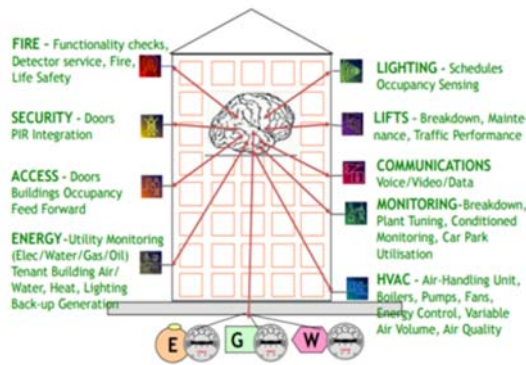 FIRE - Functionality checks,
Detector service, Fire,
Life Safety
SECURITY - Doors
PIR Integration
ACCESS - Doors
Buildings Occupancy
Feed Forward
ENERGY -Utility Monitoring
(Elec/Water/Gas/Oil)
Tenant Building Air/
Water, Heat, Lighting
Back-up Generation
LIGHTING - Schedules
Occupancy Sensing
LIFTS - Breakdown, Mainte-
nance, Traffic Performance
COMMUNICATIONS
Voice/Video/Data
MONITORING-Breakdown,
Plant Tuning, Conditioned
Monitoring, Car Park
Utilisation
HVAC - Air-Handling Unit,
Boilers, Pumps, Fans,
Energy Control, Variable
Air Volume, Air Quality
E
G
W